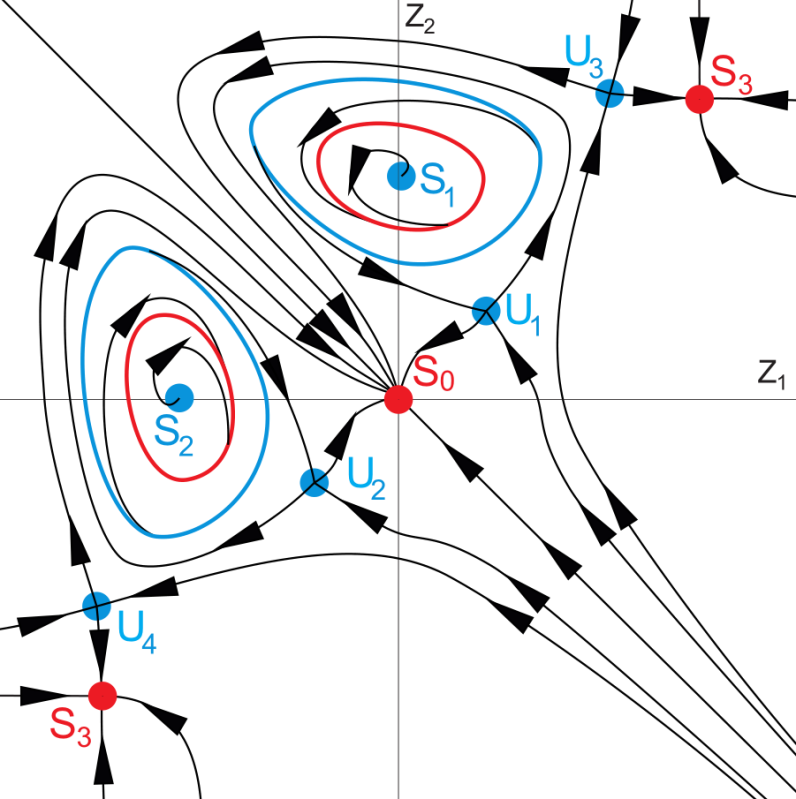 Z₂
U₃
S₃
S₁
U₁
S₀
Z₁
S₂
U₂
U₄
S₃